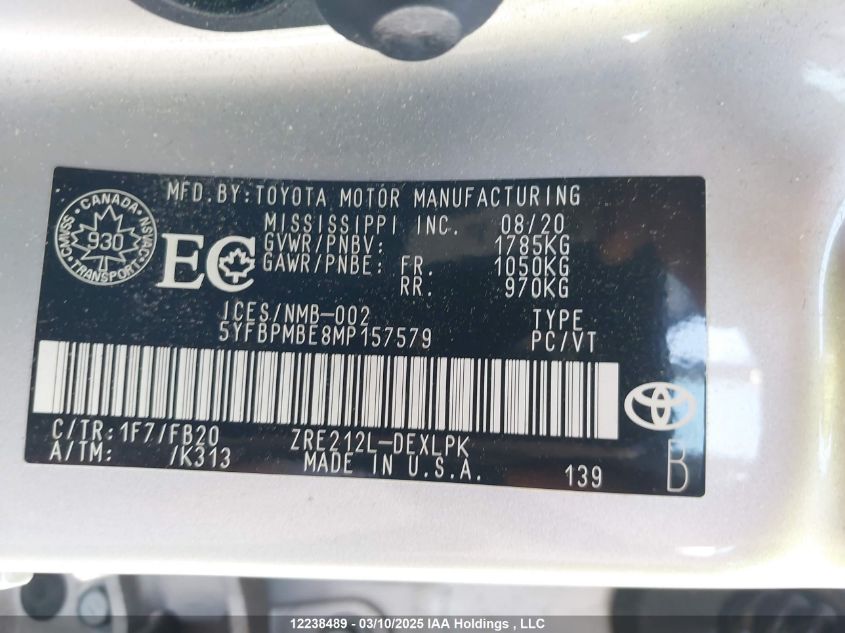 MFD. BY: TOYOTA MOTOR MANUFACTURING
MISSISSIPPI INC. 08/20
GVWR/PNBV: 1785KG
GAWR/PNBE: FR. 1050KG
RR. 970KG
CANADA
CMVSS 930 NSVAC
TRANSPORT
EC
ICES/NMB-002 TYPE
5YFBPMBE8MP157579 PC/VT
C/TR: 1F7/FB20 ZRE212L-DEXLPK
A/TM: /K313 MADE IN U.S.A. 139 B
12238489 - 03/10/2025 IAA Holdings , LLC